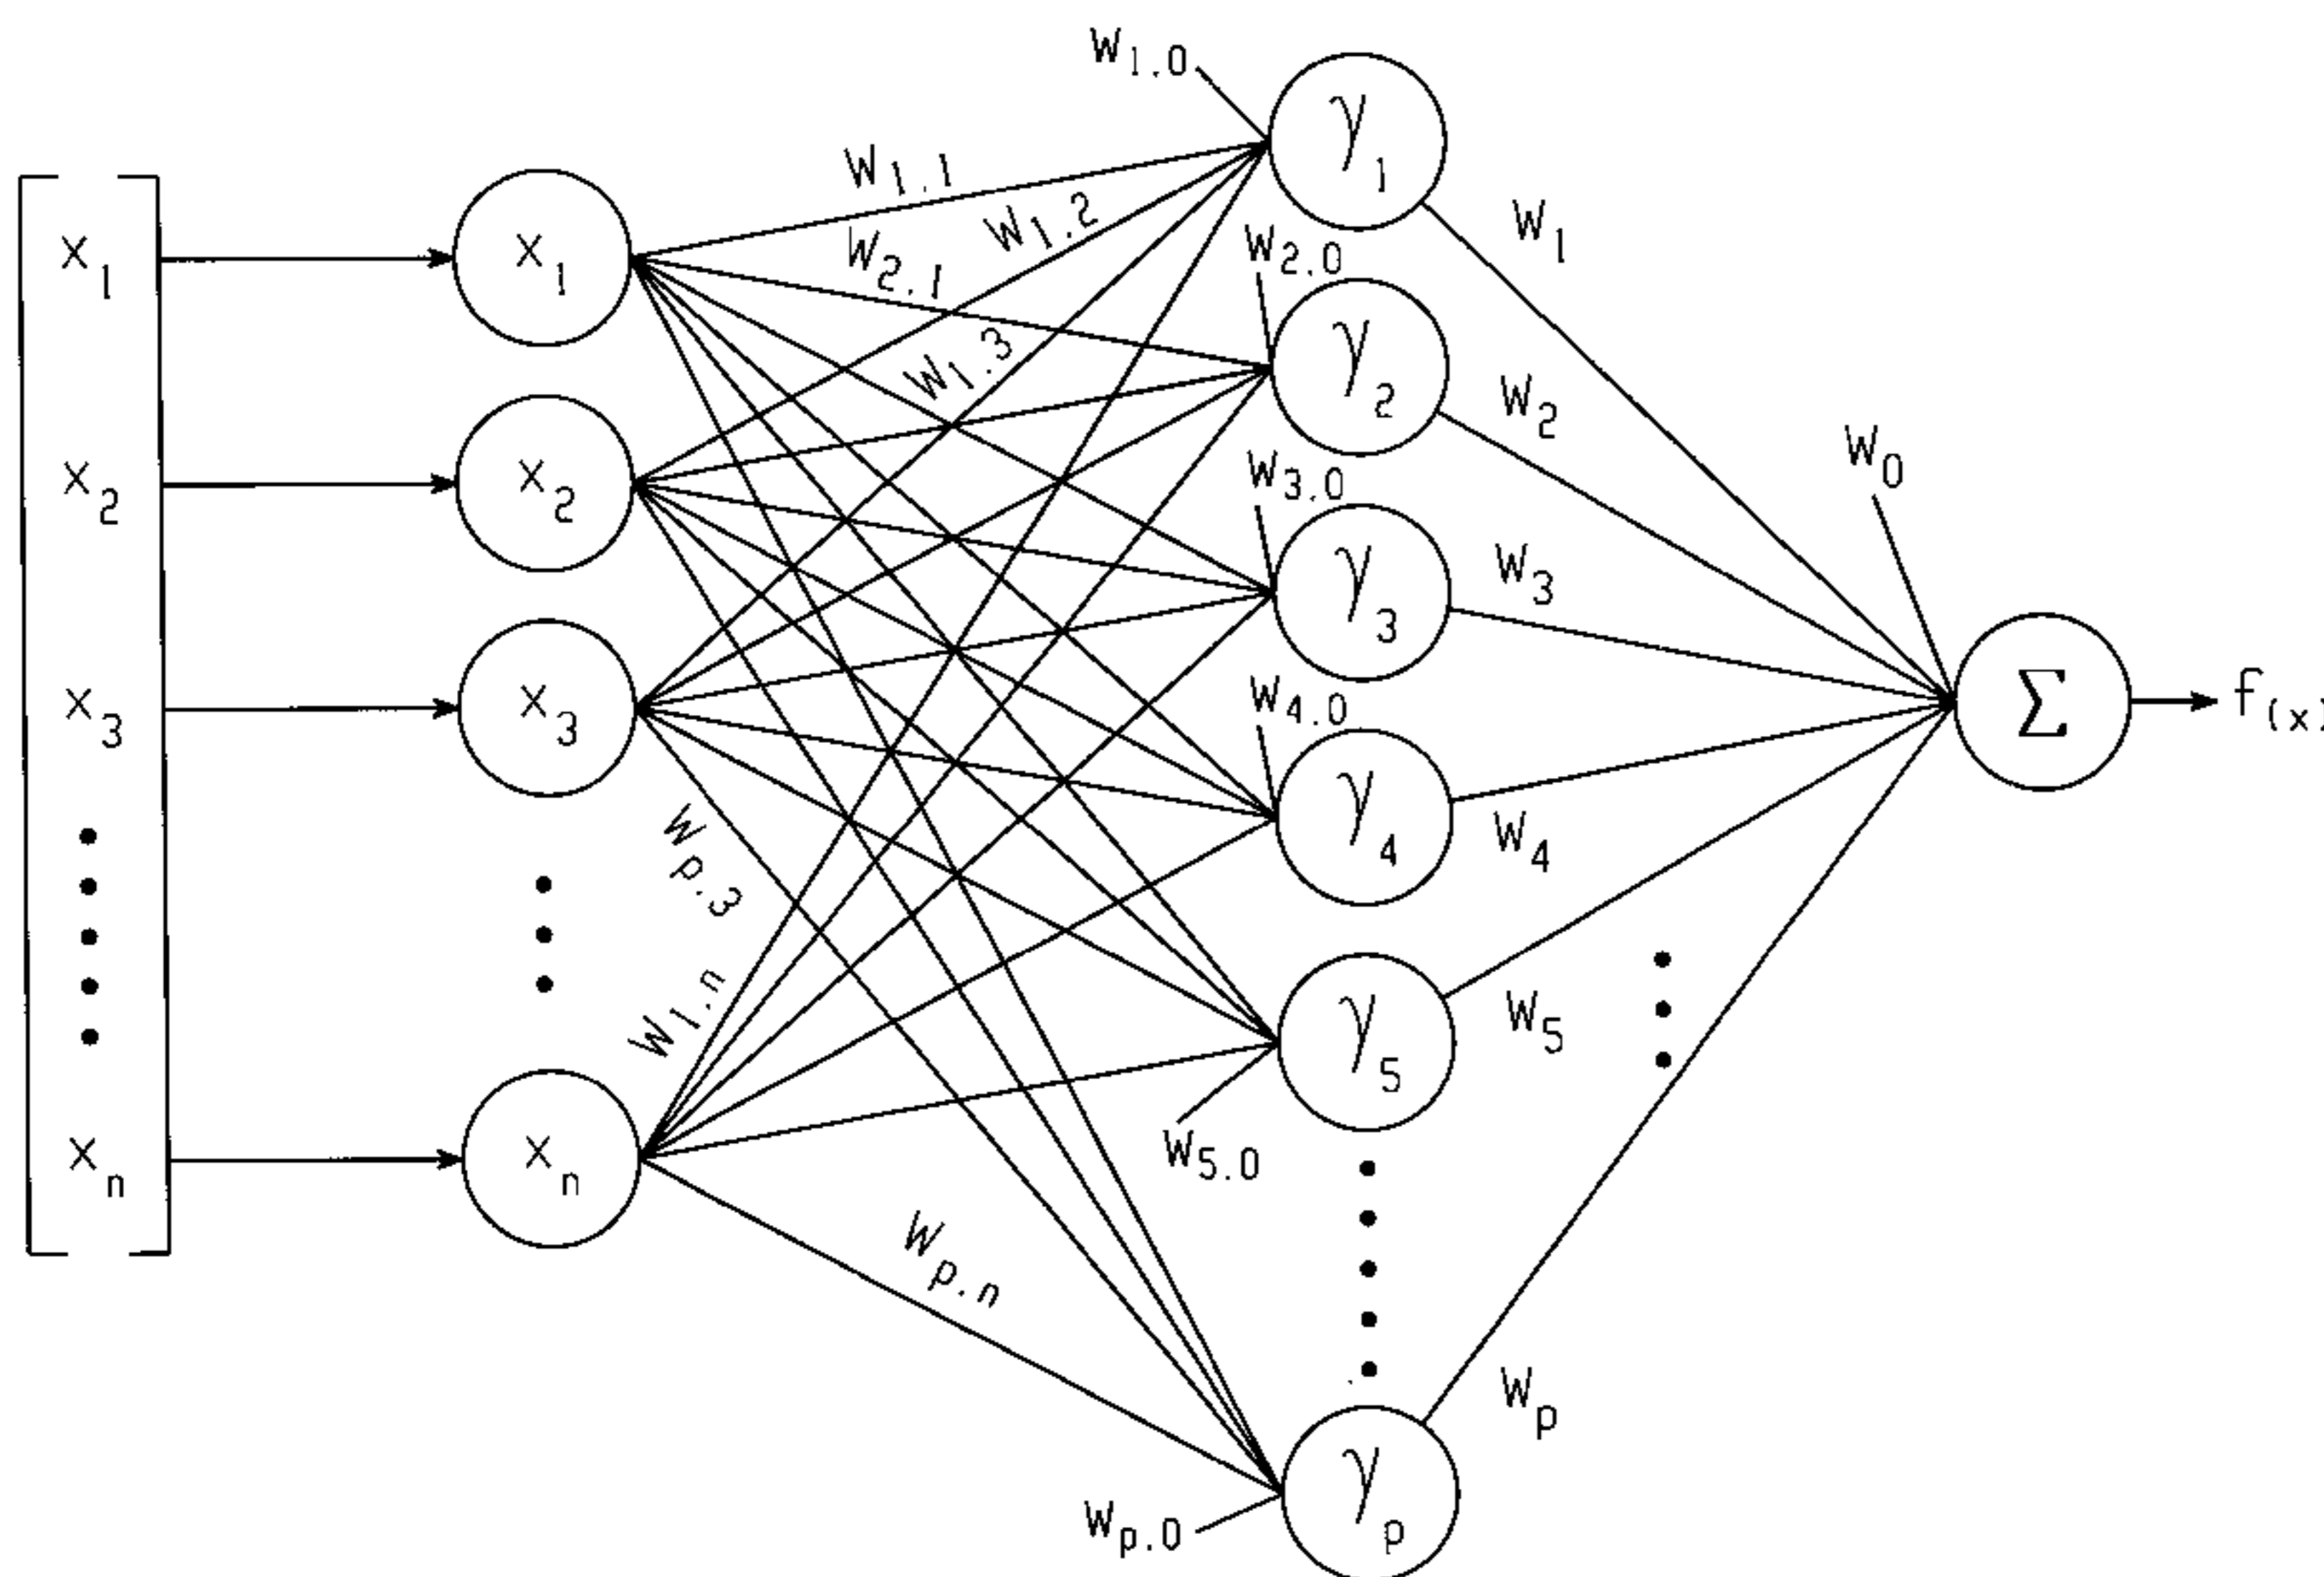 x1
x2
x3
xn
x1
x2
x3
xn
W1.0
W1.1
W1.2
W2.1
W1.3
Wp.3
W1.n
Wp.n
W2.0
W3.0
W4.0
W5.0
Wp.0
γ1
γ2
γ3
γ4
γ5
γp
W1
W2
W3
W4
W5
Wp
W0
Σ
f(x)